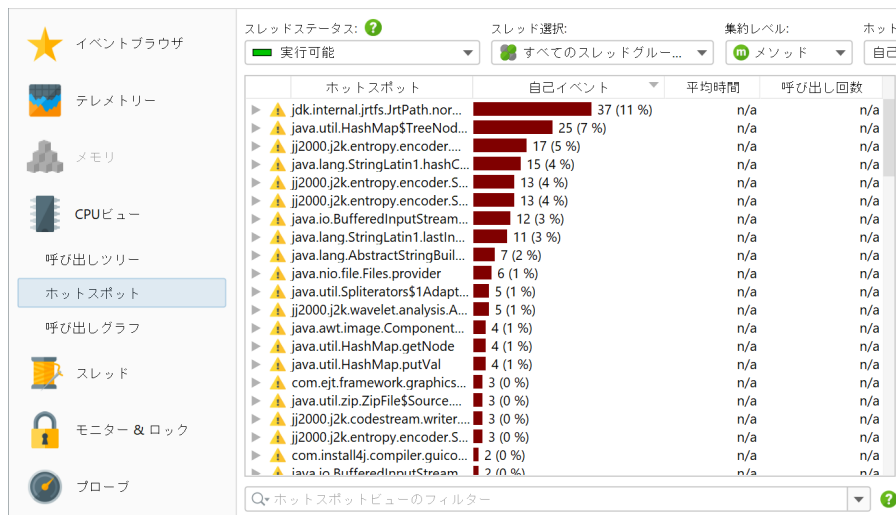 イベントブラウザ
テレメトリー
メモリ
CPUビュー
呼び出しツリー
ホットスポット
呼び出しグラフ
スレッド
モニター & ロック
プローブ
スレッドステータス: ?
スレッド選択:
集約レベル:
ホット
実行可能
すべてのスレッドグルー...
m メソッド
自己
ホットスポット 自己イベント 平均時間 呼び出し回数
jdk.internal.jrtfs.JrtPath.nor... 37 (11 %) n/a n/a
java.util.HashMap$TreeNod... 25 (7 %) n/a n/a
jj2000.j2k.entropy.encoder.... 17 (5 %) n/a n/a
java.lang.StringLatin1.hashC... 15 (4 %) n/a n/a
jj2000.j2k.entropy.encoder.S... 13 (4 %) n/a n/a
jj2000.j2k.entropy.encoder.S... 13 (4 %) n/a n/a
java.io.BufferedInputStream... 12 (3 %) n/a n/a
java.lang.StringLatin1.lastIn... 11 (3 %) n/a n/a
java.lang.AbstractStringBuil... 7 (2 %) n/a n/a
java.nio.file.Files.provider 6 (1 %) n/a n/a
java.util.Spliterators$1Adapt... 5 (1 %) n/a n/a
jj2000.j2k.wavelet.analysis.A... 5 (1 %) n/a n/a
java.awt.image.Component... 4 (1 %) n/a n/a
java.util.HashMap.getNode 4 (1 %) n/a n/a
java.util.HashMap.putVal 4 (1 %) n/a n/a
com.ejt.framework.graphics... 3 (0 %) n/a n/a
java.util.zip.ZipFile$Source.... 3 (0 %) n/a n/a
jj2000.j2k.codestream.writer.... 3 (0 %) n/a n/a
jj2000.j2k.entropy.encoder.S... 3 (0 %) n/a n/a
com.install4j.compiler.guico... 2 (0 %) n/a n/a
java.io.BufferedInputStream... 2 (0 %) n/a n/a
ホットスポットビューのフィルター ?